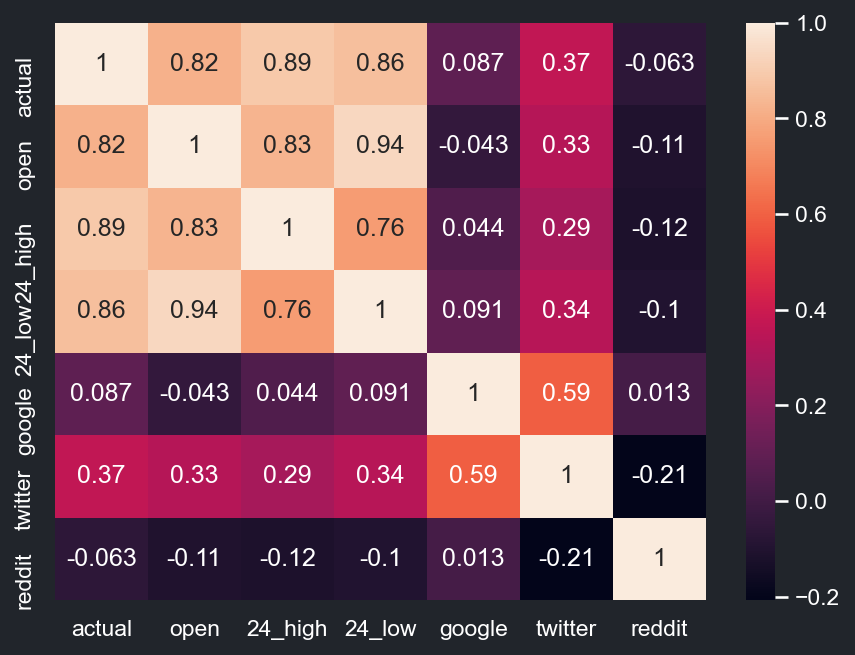 actual 1 0.82 0.89 0.86 0.087 0.37 -0.063
open 0.82 1 0.83 0.94 -0.043 0.33 -0.11
24_high 0.89 0.83 1 0.76 0.044 0.29 -0.12
24_low 0.86 0.94 0.76 1 0.091 0.34 -0.1
google 0.087 -0.043 0.044 0.091 1 0.59 0.013
twitter 0.37 0.33 0.29 0.34 0.59 1 -0.21
reddit -0.063 -0.11 -0.12 -0.1 0.013 -0.21 1
actual open 24_high 24_low google twitter reddit
1.0
0.8
0.6
0.4
0.2
0.0
−0.2